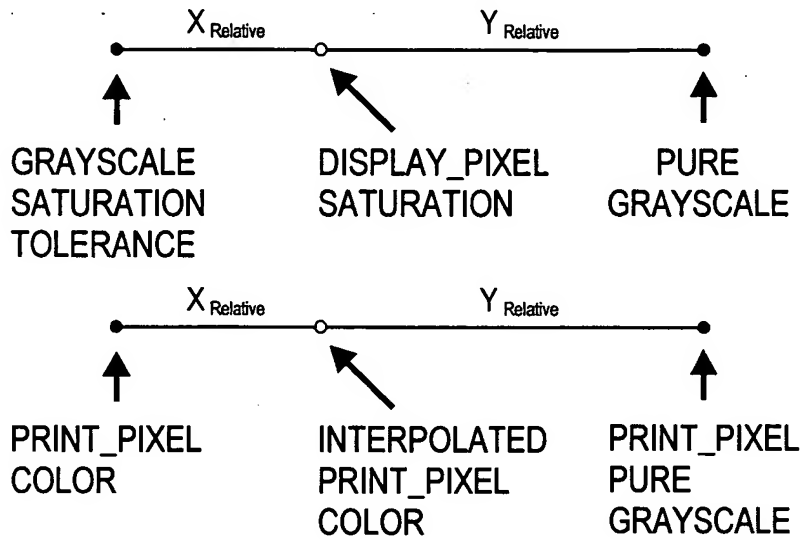 X Relative Y Relative
GRAYSCALE SATURATION TOLERANCE
DISPLAY_PIXEL SATURATION
PURE GRAYSCALE
X Relative Y Relative
PRINT_PIXEL COLOR
INTERPOLATED PRINT_PIXEL COLOR
PRINT_PIXEL PURE GRAYSCALE